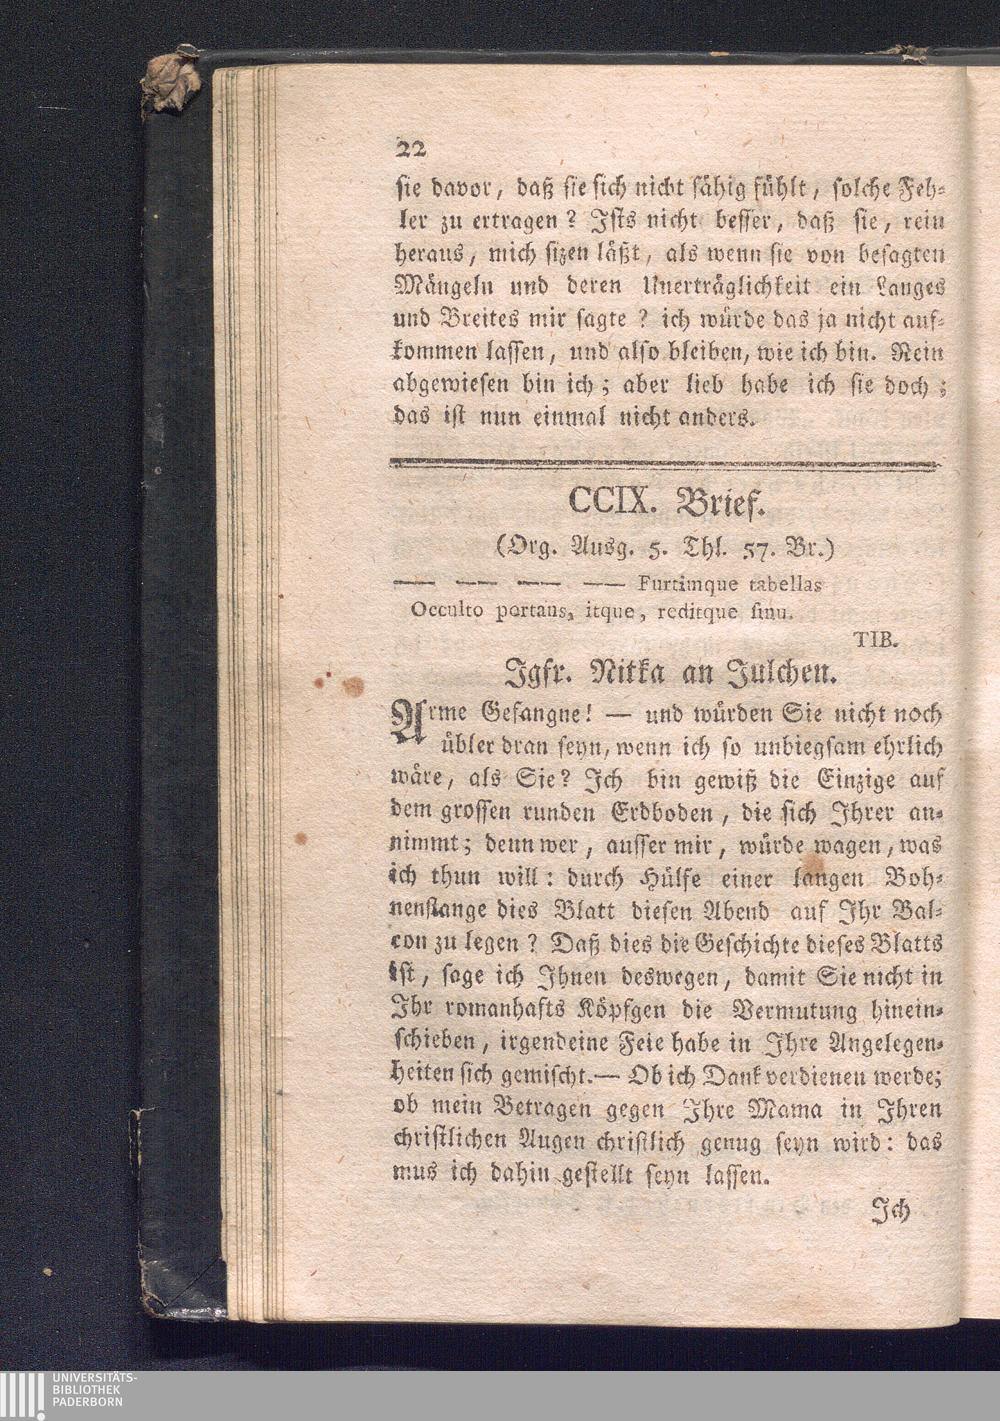 22
sie davor, daß sie sich nicht fähig fühlt, solche Feh-
ler zu ertragen? Ists nicht besser, daß sie, rein
heraus, mich sizen läßt, als wenn sie von besagten
Mängeln und deren Unerträglichkeit ein Langes
und Breites mir sagte? ich würde das ja nicht auf-
kommen lassen, und also bleiben, wie ich bin. Rein
abgewiesen bin ich; aber lieb habe ich sie doch;
das ist nun einmal nicht anders.
CCIX. Brief.
(Org. Ausg. 5. Thl. 57. Br.)
— — — — Furtimque tabellas
Occulto portans, itque, reditque sinu.
TIB.
Igfr. Nitka an Julchen.
Arme Gefangne! — und würden Sie nicht noch
übler dran seyn, wenn ich so unbiegsam ehrlich
wäre, als Sie? Ich bin gewiß die Einzige auf
dem grossen runden Erdboden, die sich Ihrer an-
nimmt; denn wer, ausser mir, würde wagen, was
ich thun will: durch Hülfe einer langen Boh-
nenstange dies Blatt diesen Abend auf Ihr Bal-
con zu legen? Daß dies die Geschichte dieses Blatts
ist, sage ich Ihnen deswegen, damit Sie nicht in
Ihr romanhafts Köpfgen die Vermutung hinein-
schieben, irgendeine Feie habe in Ihre Angelegen-
heiten sich gemischt.— Ob ich Dank verdienen werde;
ob mein Betragen gegen Ihre Mama in Ihren
christlichen Augen christlich genug seyn wird: das
mus ich dahin gestellt seyn lassen.
Ich
UNIVERSITÄTS-
BIBLIOTHEK
PADERBORN